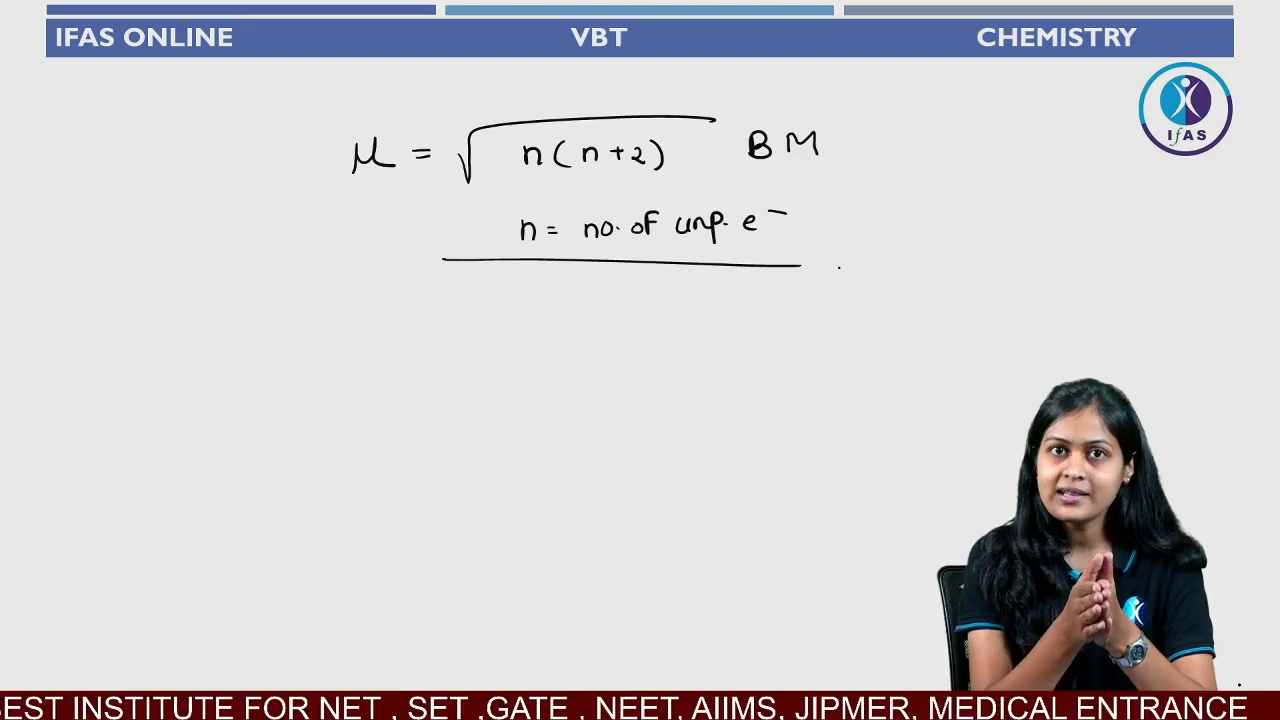 IFAS ONLINE VBT CHEMISTRY
IfAS
μ = √n(n+2) BM
n = no. of unp. e⁻
BEST INSTITUTE FOR NET , SET ,GATE , NEET, AIIMS, JIPMER, MEDICAL ENTRANCE